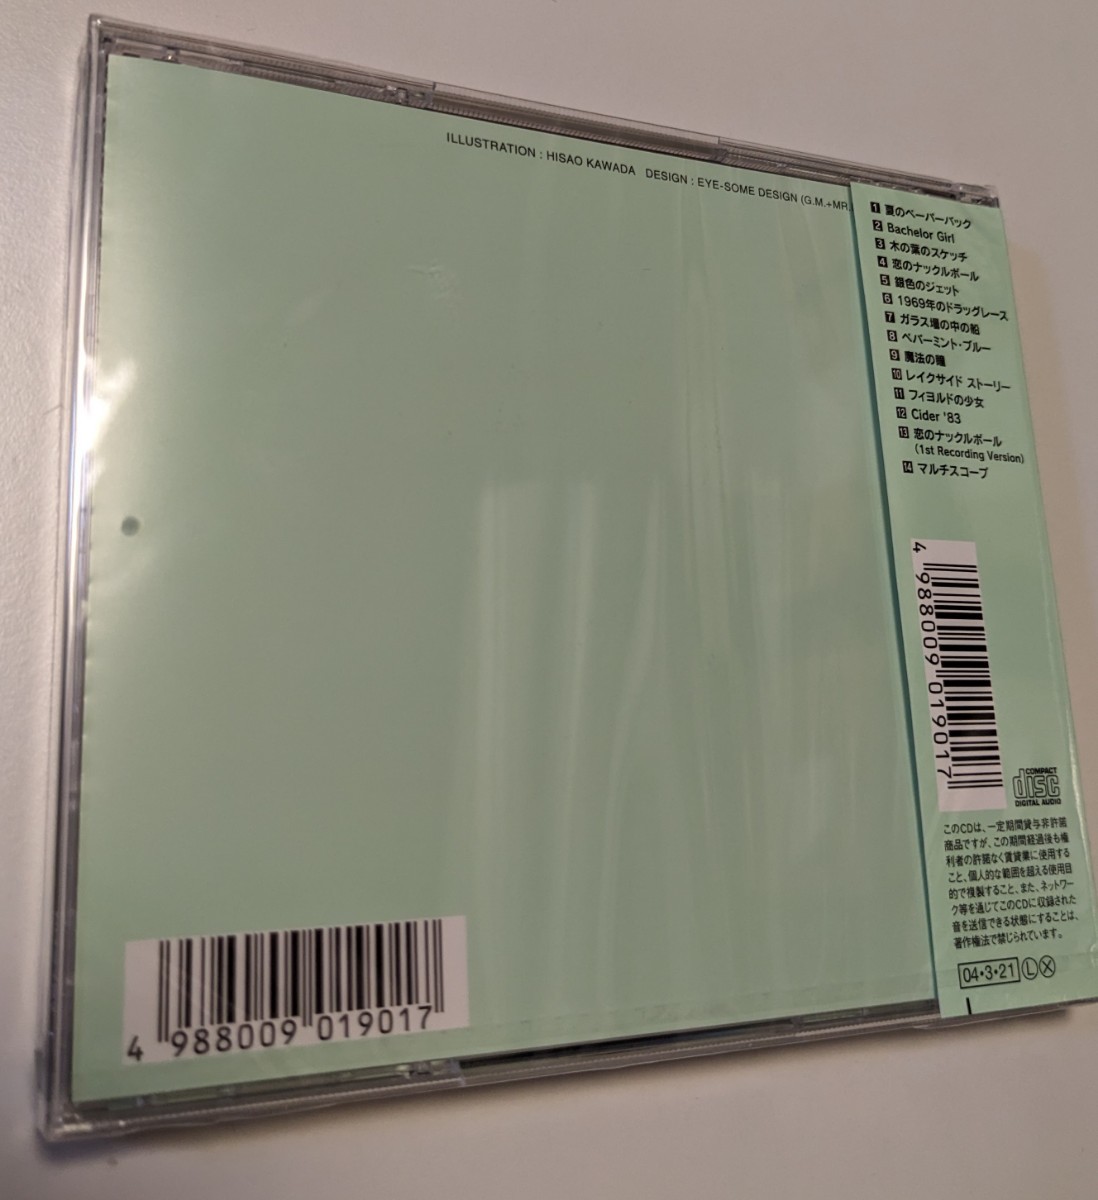 ILLUSTRATION : HISAO KAWADA DESIGN : EYE-SOME DESIGN (G.M.+MR.
1 夏のペーパーバック
2 Bachelor Girl
3 木の葉のスケッチ
4 恋のナックルボール
5 銀色のジェット
6 1969年のドラッグレース
7 ガラス壜の中の船
8 ペパーミント・ブルー
9 魔法の瞳
10 レイクサイド ストーリー
11 フィヨルドの少女
12 Cider '83
13 恋のナックルボール
(1st Recording Version)
14 マルチスコープ
4 988009 019017
COMPACT
disc
DIGITAL AUDIO
このCDは、一定期間貸与非許諾
商品ですが、この期間経過後も権
利者の許諾なく賃貸業に使用する
こと、個人的な範囲を超える使用目
的で複製すること、また、ネットワー
ク等を通じてこのCDに収録された
音を送信できる状態にすることは、
著作権法で禁じられています。
04・3・21 Ⓛ Ⓧ
4 988009 019017